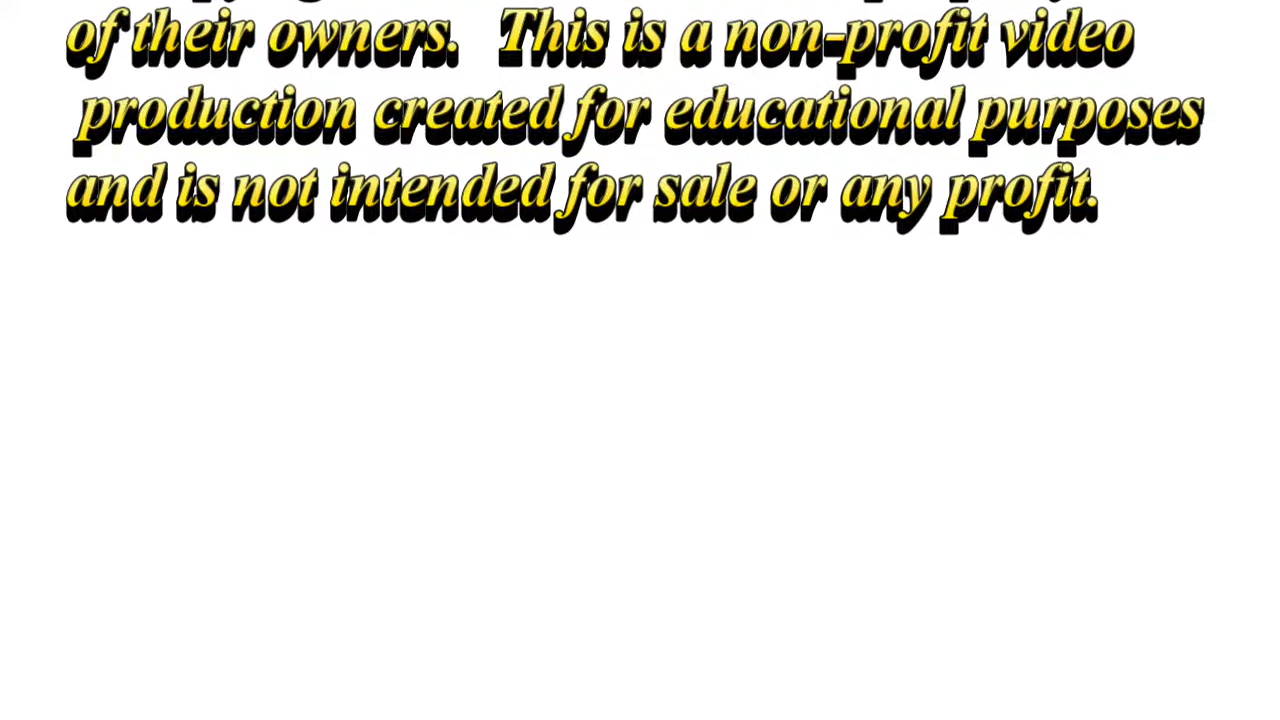 of their owners. This is a non-profit video
production created for educational purposes
and is not intended for sale or any profit.